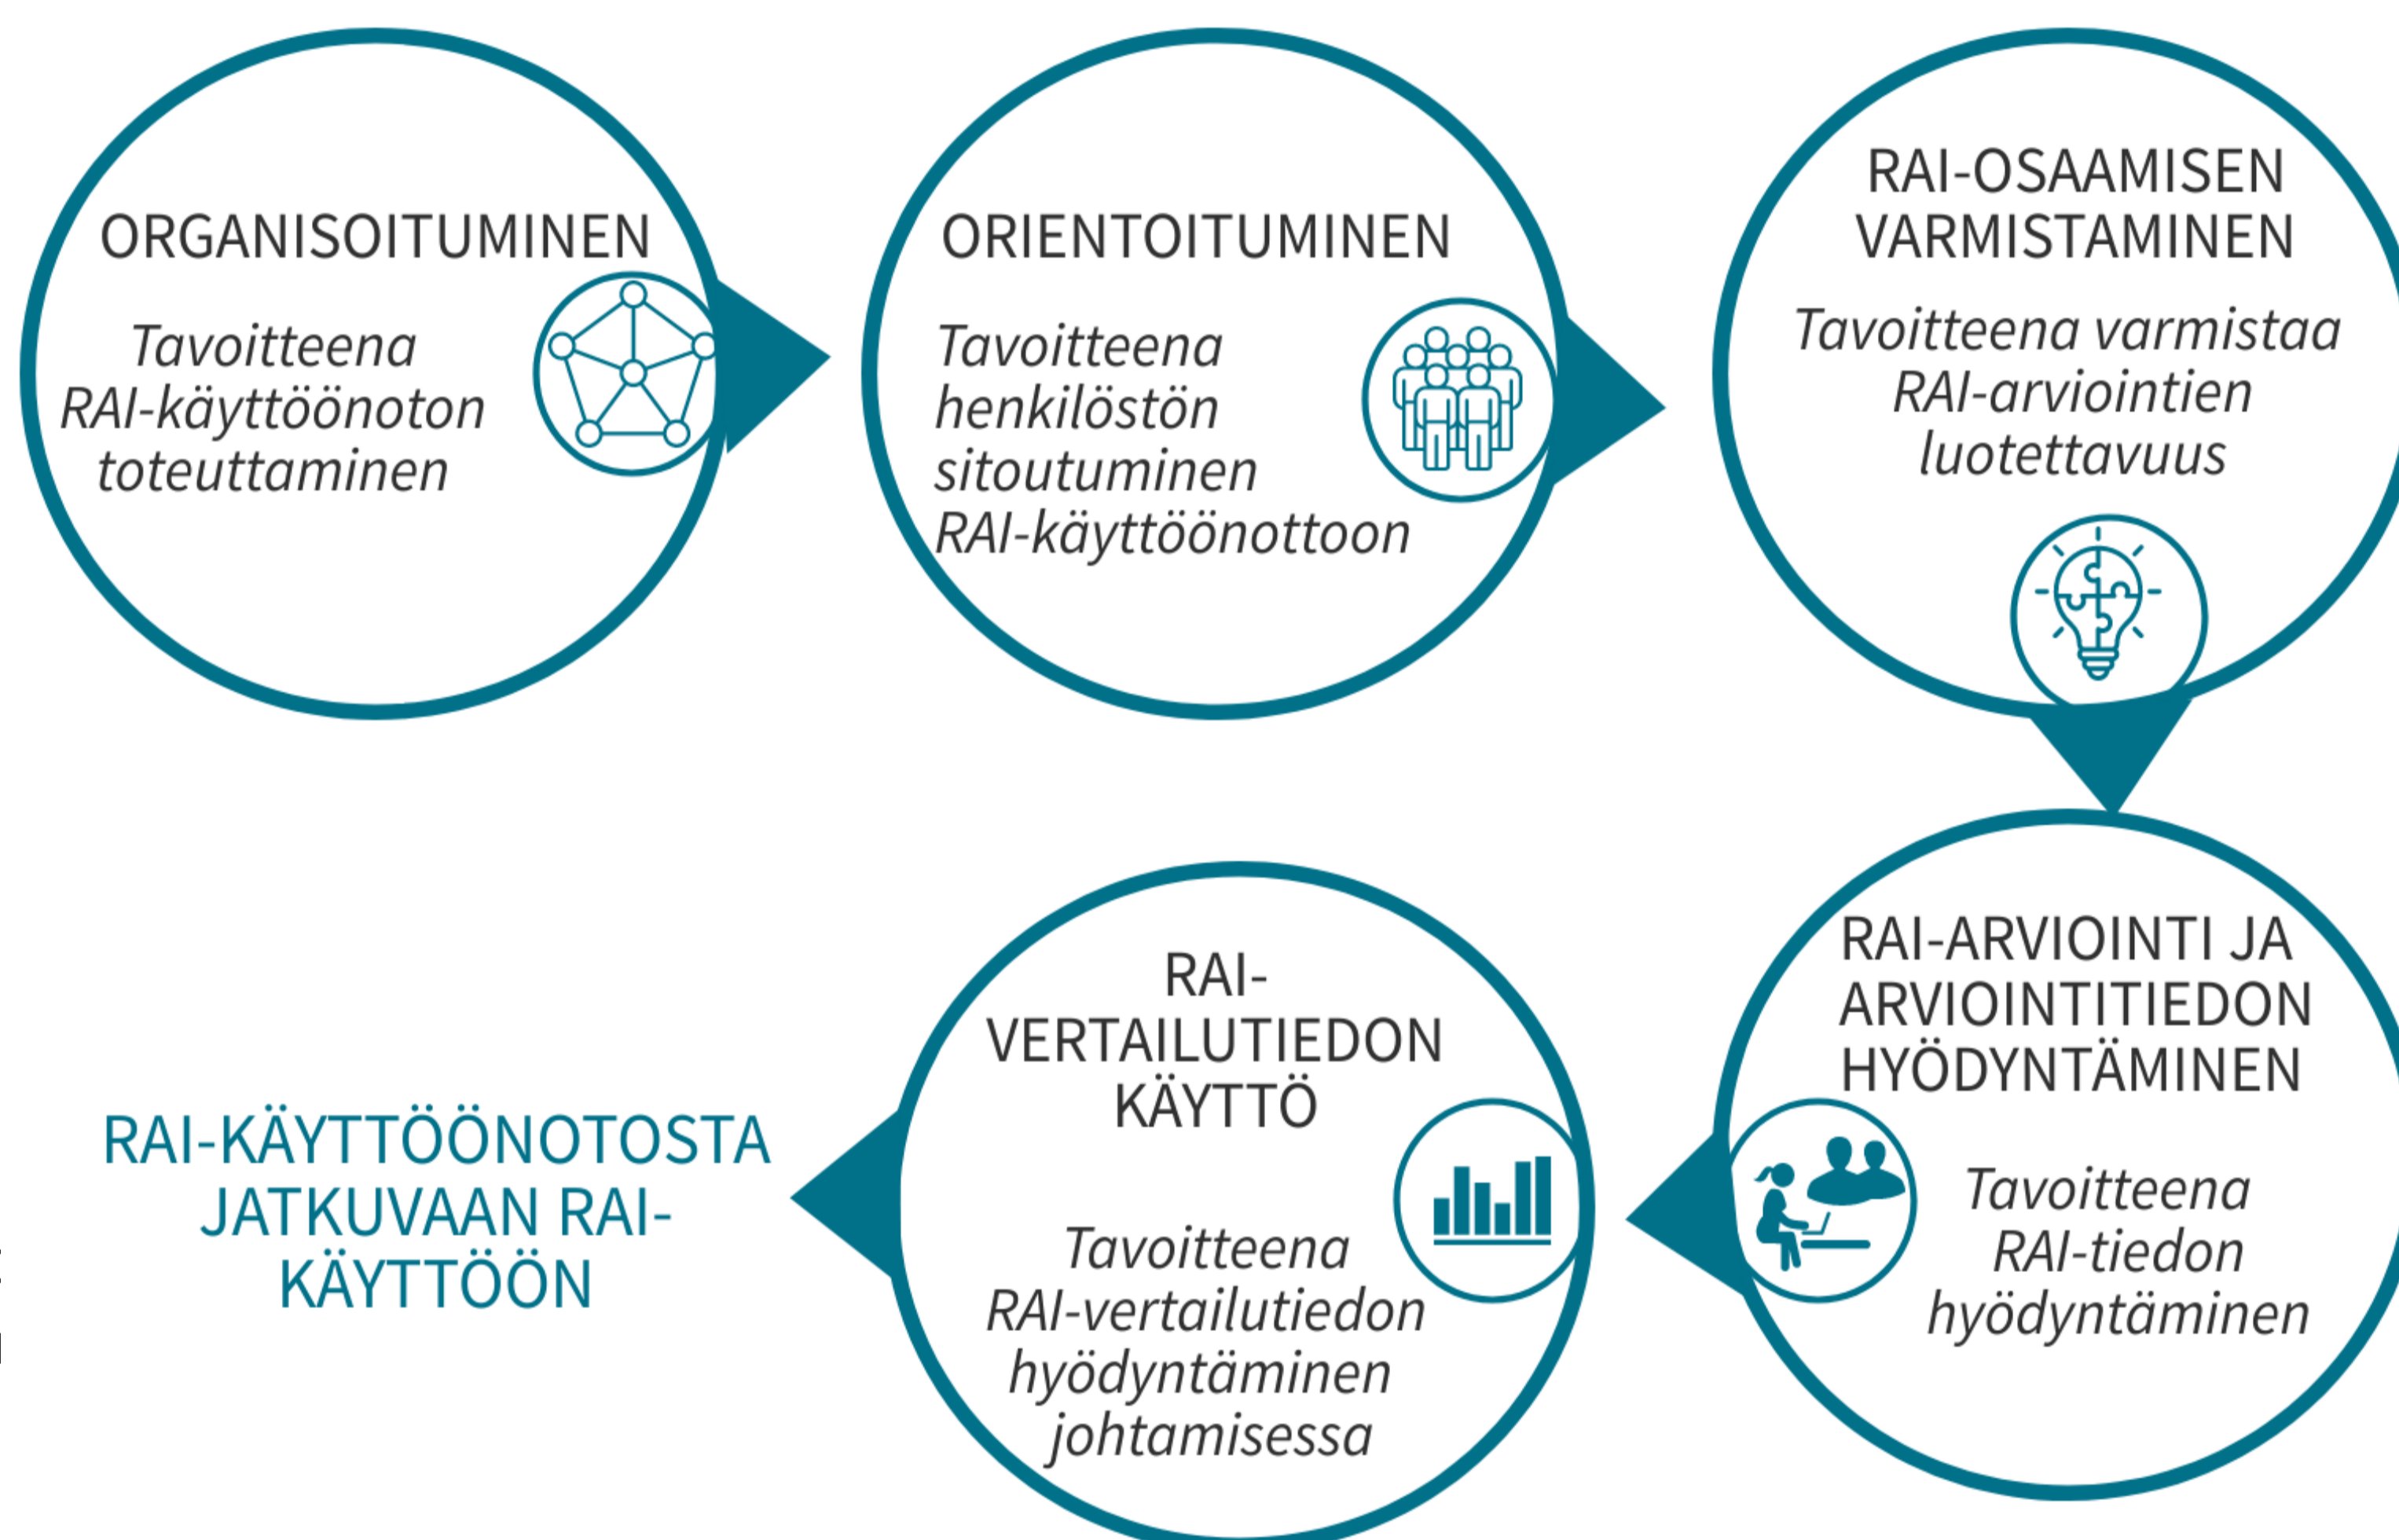 ORGANISOITUMINEN
Tavoitteena
RAI-käyttöönoton
toteuttaminen
ORIENTOITUMINEN
Tavoitteena
henkilöstön
sitoutuminen
RAI-käyttöönottoon
RAI-OSAAMISEN
VARMISTAMINEN
Tavoitteena varmistaa
RAI-arviointien
luotettavuus
RAI-ARVIOINTI JA
ARVIOINTITIEDON
HYÖDYNTÄMINEN
Tavoitteena
RAI-tiedon
hyödyntäminen
RAI-
VERTAILUTIEDON
KÄYTTÖ
Tavoitteena
RAI-vertailutiedon
hyödyntäminen
johtamisessa
RAI-KÄYTTÖÖNOTOSTA
JATKUVAAN RAI-
KÄYTTÖÖN